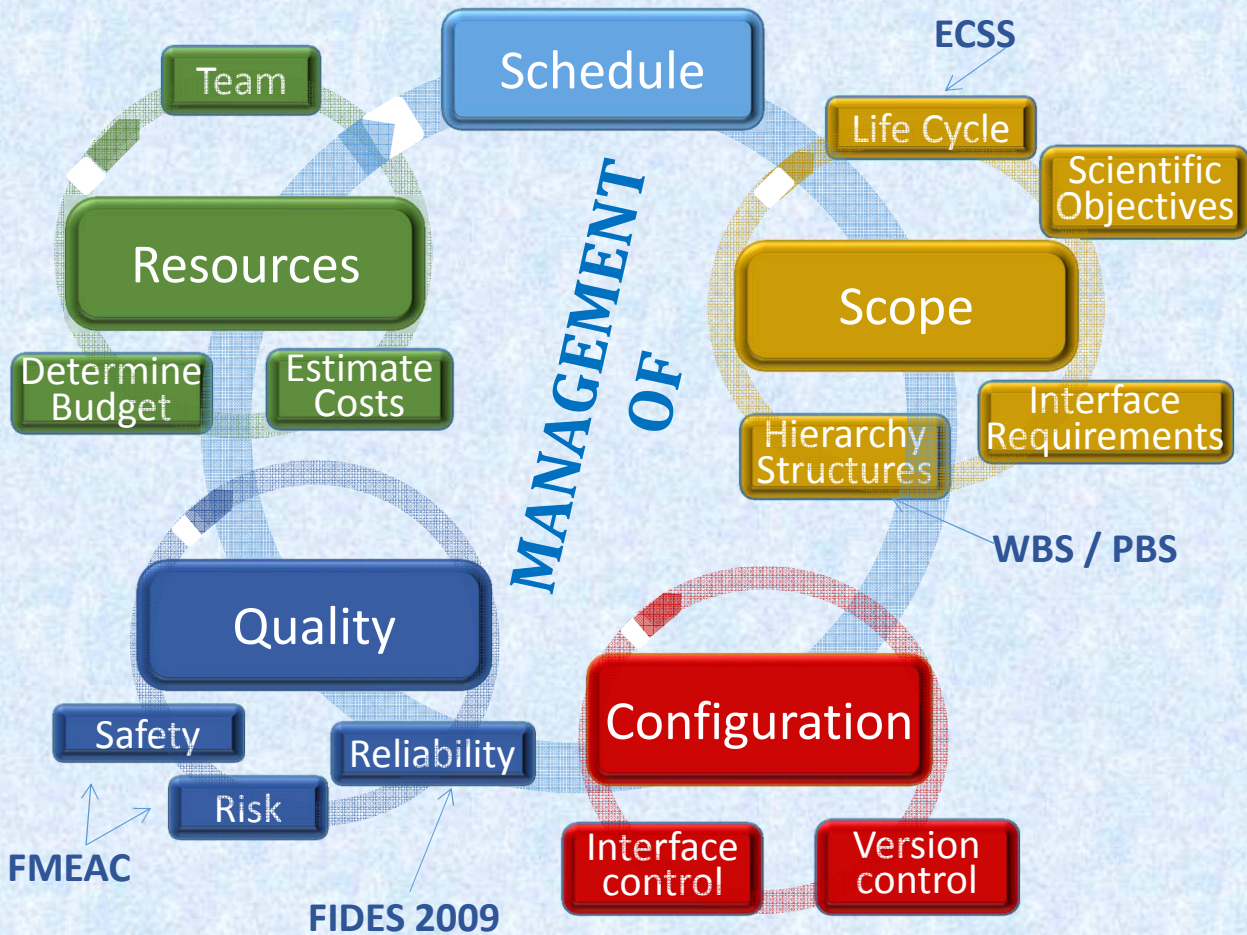 ECSS
Schedule
Team
Life Cycle
Scientific
Objectives
Resources
Scope
MANAGEMENT
OF
Determine
Budget
Estimate
Costs
Hierarchy
Structures
Interface
Requirements
WBS / PBS
Quality
Configuration
Safety
Reliability
Risk
FMEAC
FIDES 2009
Interface
control
Version
control